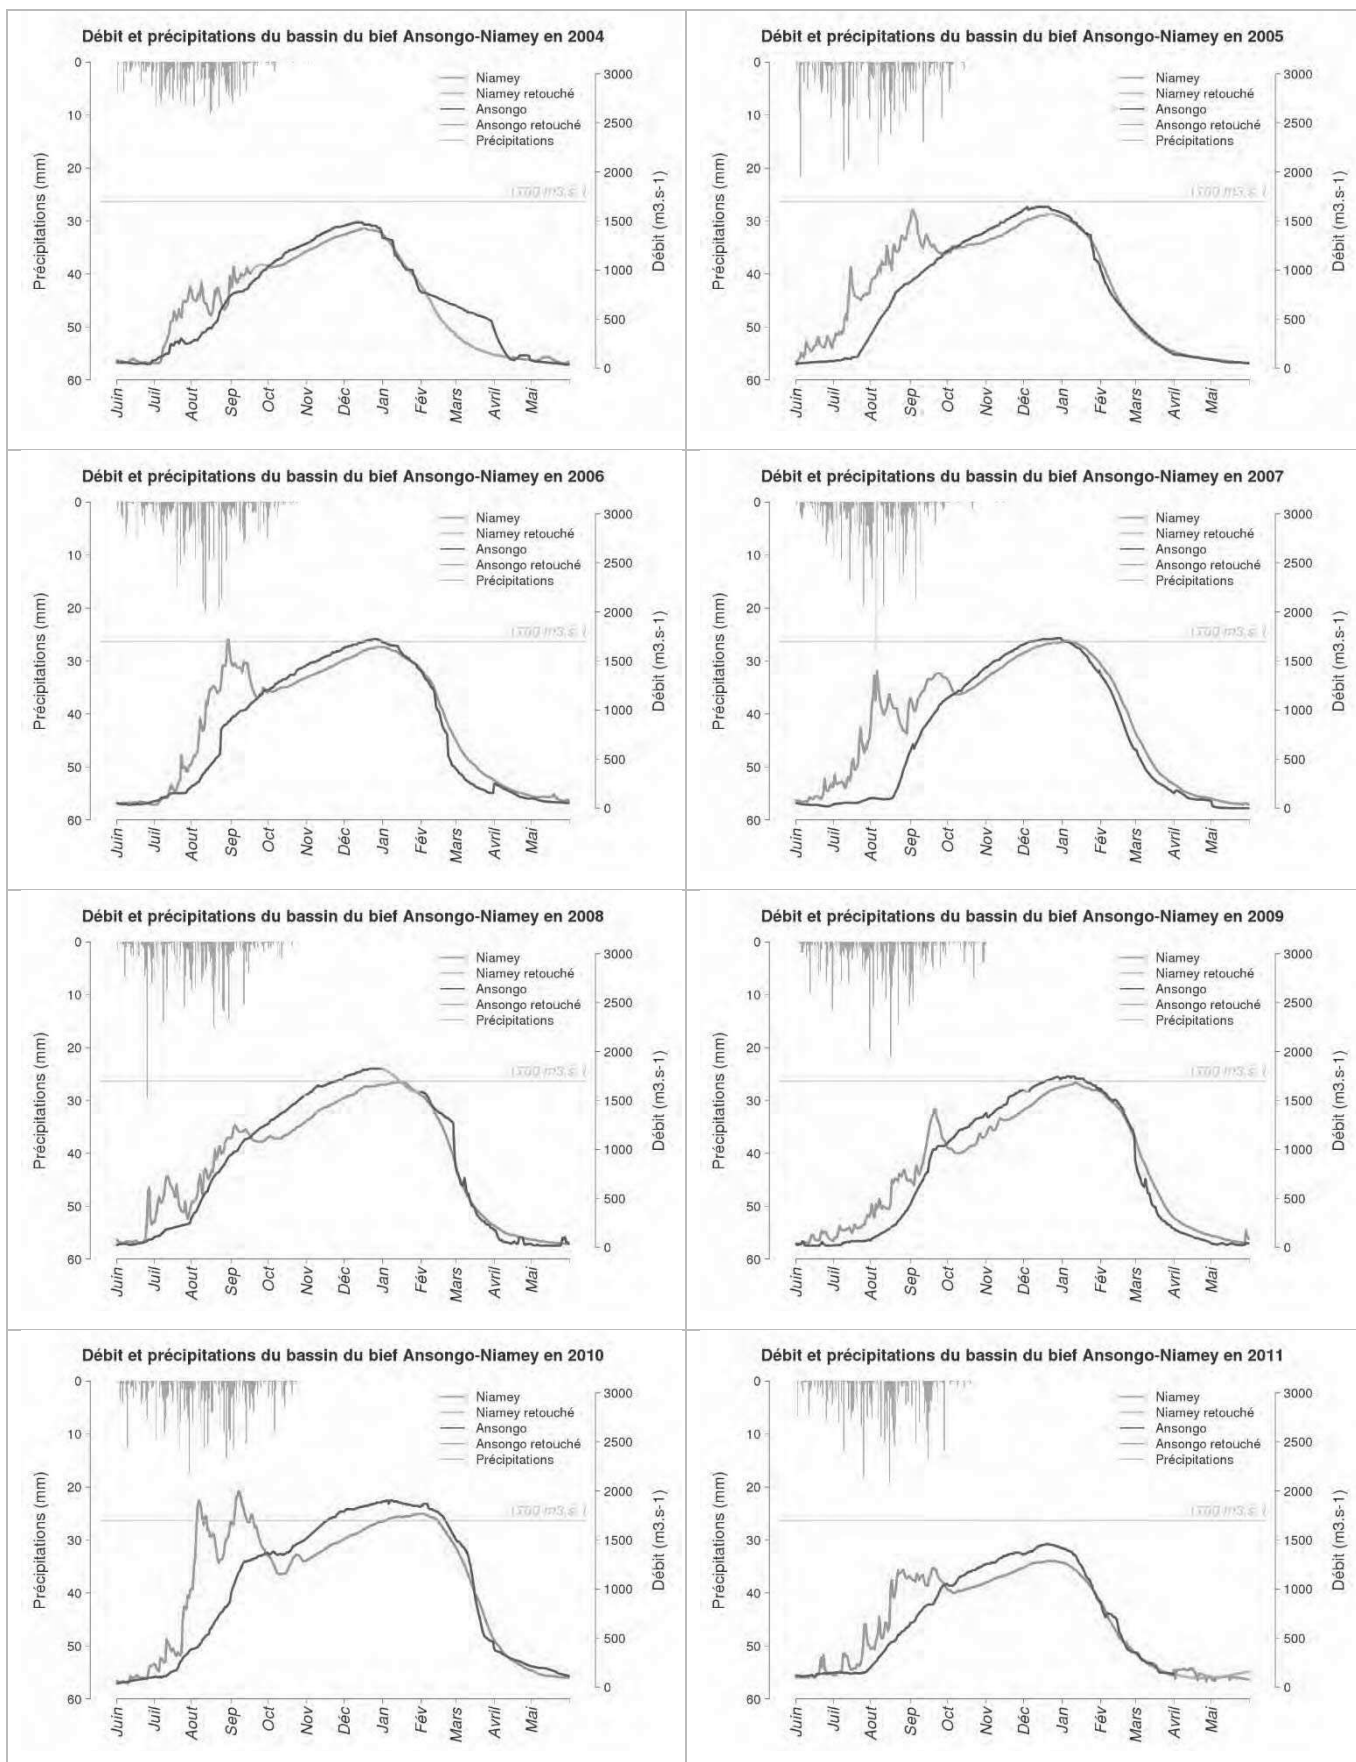 Débit et précipitations du bassin du bief Ansongo-Niamey en 2004
0
10
20
30
40
50
60
Précipitations (mm)
Niamey
Niamey retouché
Ansongo
Ansongo retouché
Précipitations
3000
2500
2000
1500
1000
500
0
Débit (m3.s-1)
Juin Juil Aout Sep Oct Nov Déc Jan Fév Mars Avril Mai
Débit et précipitations du bassin du bief Ansongo-Niamey en 2005
0
10
20
30
40
50
60
Précipitations (mm)
Niamey
Niamey retouché
Ansongo
Ansongo retouché
Précipitations
3000
2500
2000
1500
1000
500
0
Débit (m3.s-1)
Juin Juil Aout Sep Oct Nov Déc Jan Fév Mars Avril Mai
Débit et précipitations du bassin du bief Ansongo-Niamey en 2006
0
10
20
30
40
50
60
Précipitations (mm)
Niamey
Niamey retouché
Ansongo
Ansongo retouché
Précipitations
3000
2500
2000
1500
1000
500
0
Débit (m3.s-1)
Juin Juil Aout Sep Oct Nov Déc Jan Fév Mars Avril Mai
Débit et précipitations du bassin du bief Ansongo-Niamey en 2007
0
10
20
30
40
50
60
Précipitations (mm)
Niamey
Niamey retouché
Ansongo
Ansongo retouché
Précipitations
3000
2500
2000
1500
1000
500
0
Débit (m3.s-1)
Juin Juil Aout Sep Oct Nov Déc Jan Fév Mars Avril Mai
Débit et précipitations du bassin du bief Ansongo-Niamey en 2008
0
10
20
30
40
50
60
Précipitations (mm)
Niamey
Niamey retouché
Ansongo
Ansongo retouché
Précipitations
3000
2500
2000
1500
1000
500
0
Débit (m3.s-1)
Juin Juil Aout Sep Oct Nov Déc Jan Fév Mars Avril Mai
Débit et précipitations du bassin du bief Ansongo-Niamey en 2009
0
10
20
30
40
50
60
Précipitations (mm)
Niamey
Niamey retouché
Ansongo
Ansongo retouché
Précipitations
3000
2500
2000
1500
1000
500
0
Débit (m3.s-1)
Juin Juil Aout Sep Oct Nov Déc Jan Fév Mars Avril Mai
Débit et précipitations du bassin du bief Ansongo-Niamey en 2010
0
10
20
30
40
50
60
Précipitations (mm)
Niamey
Niamey retouché
Ansongo
Ansongo retouché
Précipitations
3000
2500
2000
1500
1000
500
0
Débit (m3.s-1)
Juin Juil Aout Sep Oct Nov Déc Jan Fév Mars Avril Mai
Débit et précipitations du bassin du bief Ansongo-Niamey en 2011
0
10
20
30
40
50
60
Précipitations (mm)
Niamey
Niamey retouché
Ansongo
Ansongo retouché
Précipitations
3000
2500
2000
1500
1000
500
0
Débit (m3.s-1)
Juin Juil Aout Sep Oct Nov Déc Jan Fév Mars Avril Mai